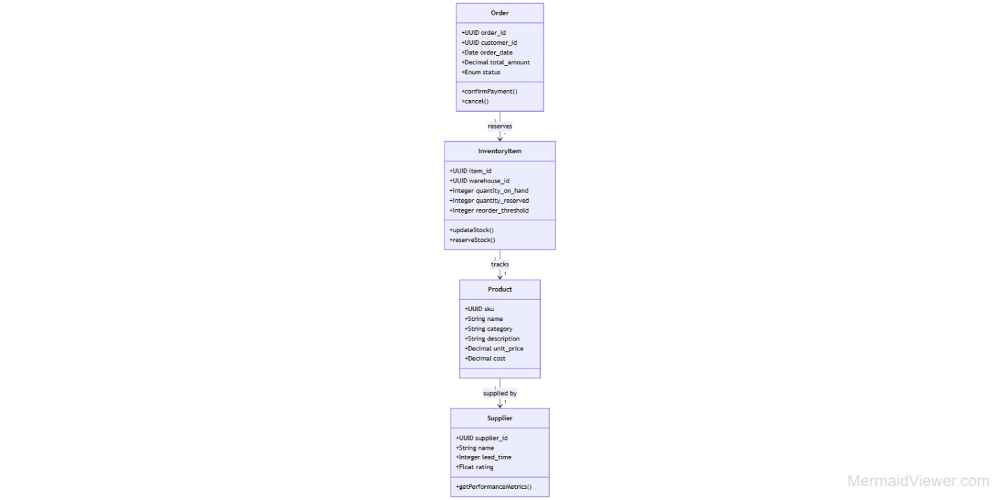 Order
+UUID order_id
+UUID customer_id
+Date order_date
+Decimal total_amount
+Enum status
+confirmPayment()
+cancel()
1
reserves
*
InventoryItem
+UUID item_id
+UUID warehouse_id
+Integer quantity_on_hand
+Integer quantity_reserved
+Integer reorder_threshold
+updateStock()
+reserveStock()
1
tracks
1
Product
+UUID sku
+String name
+String category
+String description
+Decimal unit_price
+Decimal cost
1
supplied by
1
Supplier
+UUID supplier_id
+String name
+Integer lead_time
+Float rating
+getPerformanceMetrics()
MermaidViewer.com